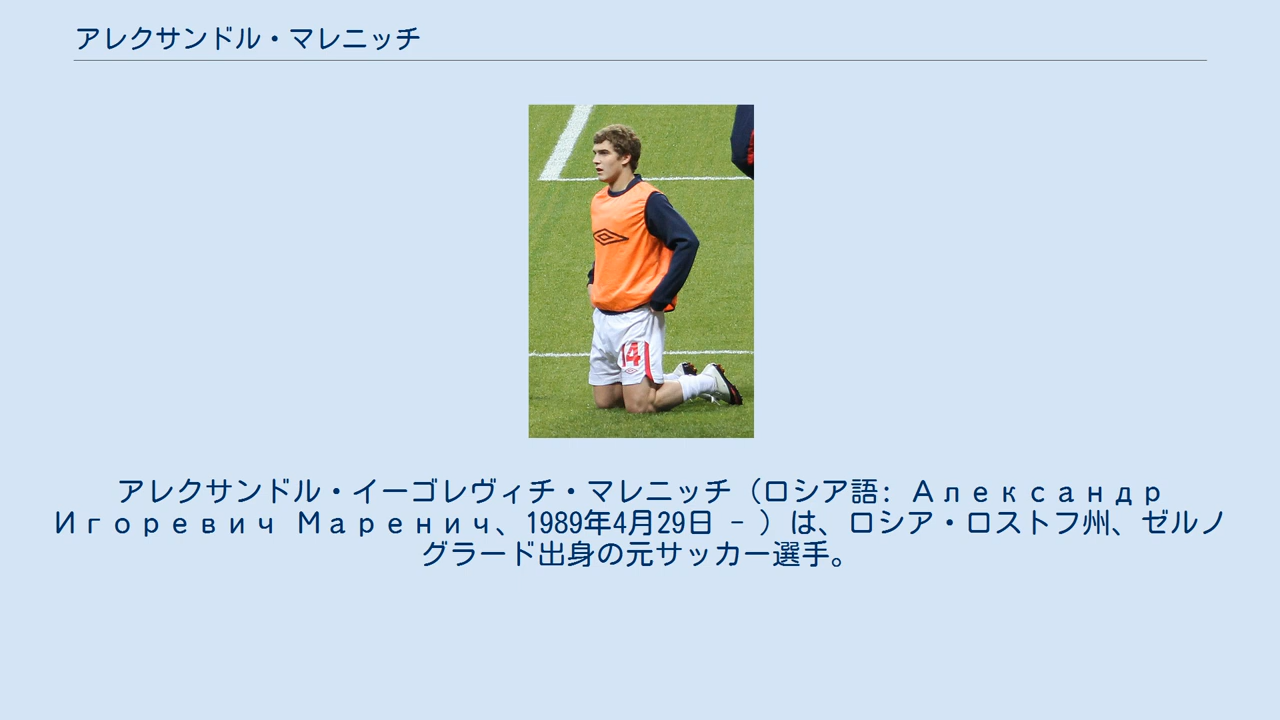 アレクサンドル・マレニッチ
14
アレクサンドル・イーゴレヴィチ・マレニッチ（ロシア語: Александр
Игоревич Маренич、1989年4月29日 - ）は、ロシア・ロストフ州、ゼルノ
グラード出身の元サッカー選手。